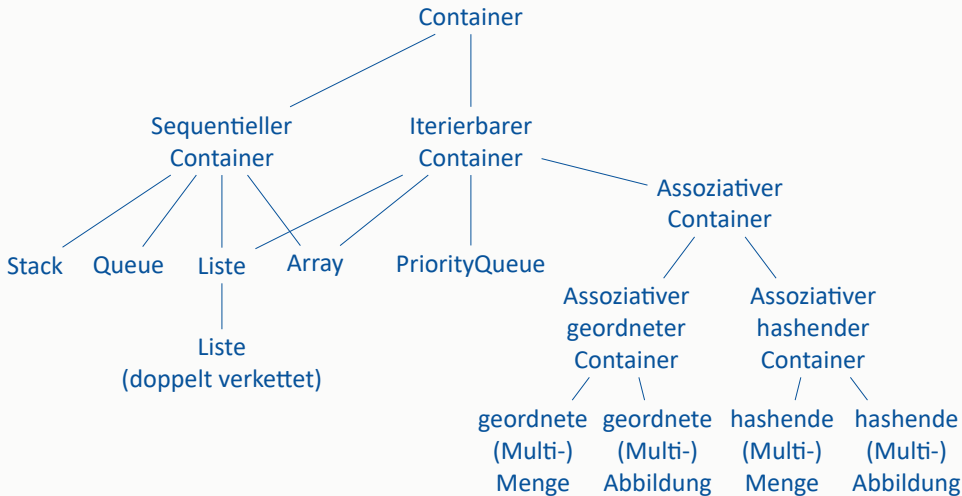 Container
Sequentieller
Container
Iterierbarer
Container
Assoziativer
Container
Stack
Queue
Liste
Array
PriorityQueue
Liste
(doppelt verkettet)
Assoziativer
geordneter
Container
Assoziativer
hashender
Container
geordnete
(Multi-)
Menge
geordnete
(Multi-)
Abbildung
hashende
(Multi-)
Menge
hashende
(Multi-)
Abbildung